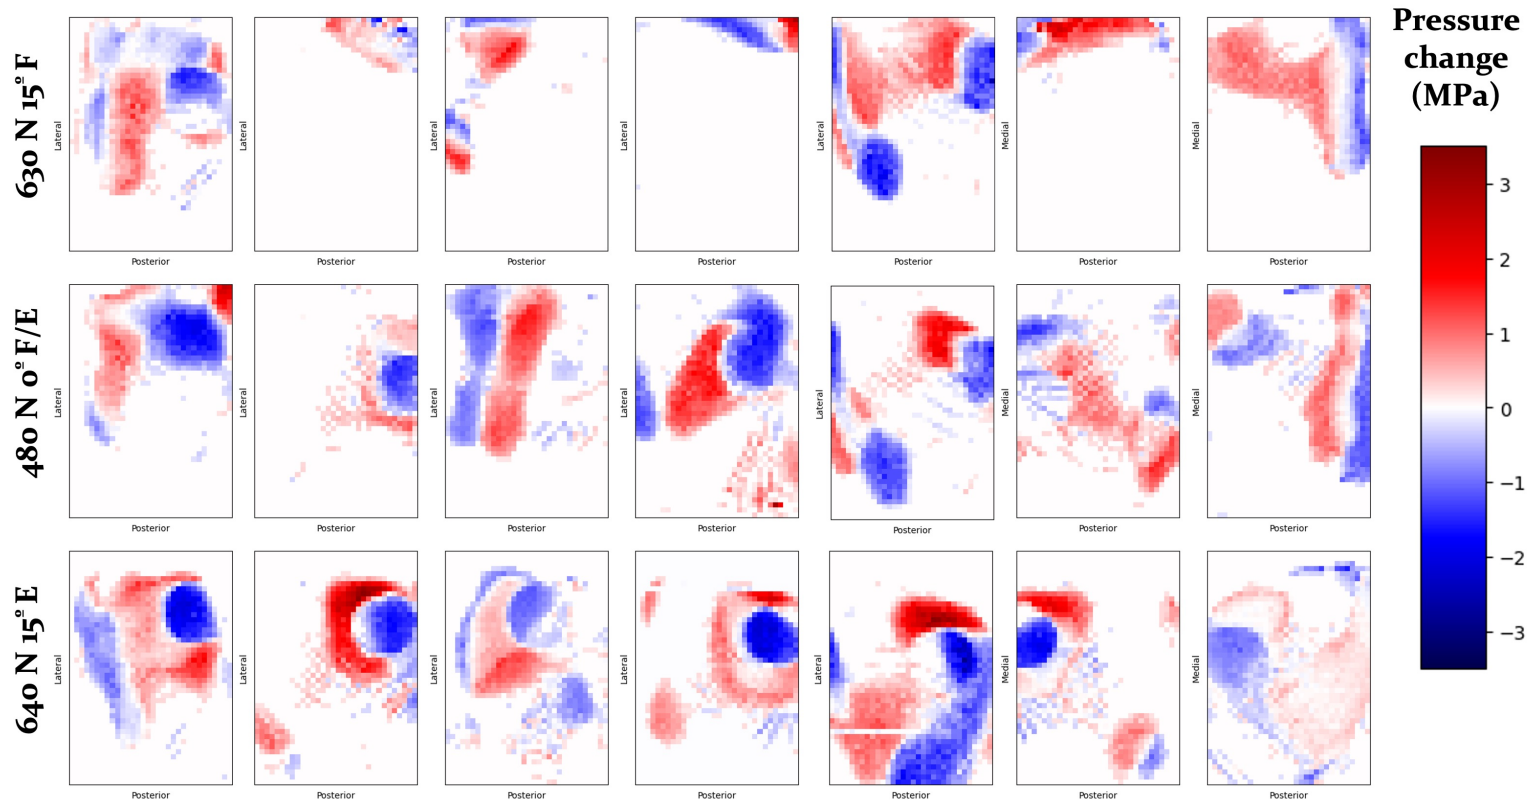 Pressure
change
(MPa)
630 N 15° F
Lateral
Lateral
Lateral
Lateral
Lateral
Medial
Medial
Posterior
Posterior
Posterior
Posterior
Posterior
Posterior
Posterior
480 N 0° F/E
Lateral
Lateral
Lateral
Lateral
Lateral
Medial
Medial
Posterior
Posterior
Posterior
Posterior
Posterior
Posterior
Posterior
640 N 15° E
Lateral
Lateral
Lateral
Lateral
Lateral
Medial
Medial
Posterior
Posterior
Posterior
Posterior
Posterior
Posterior
Posterior
3
2
1
0
−1
−2
−3